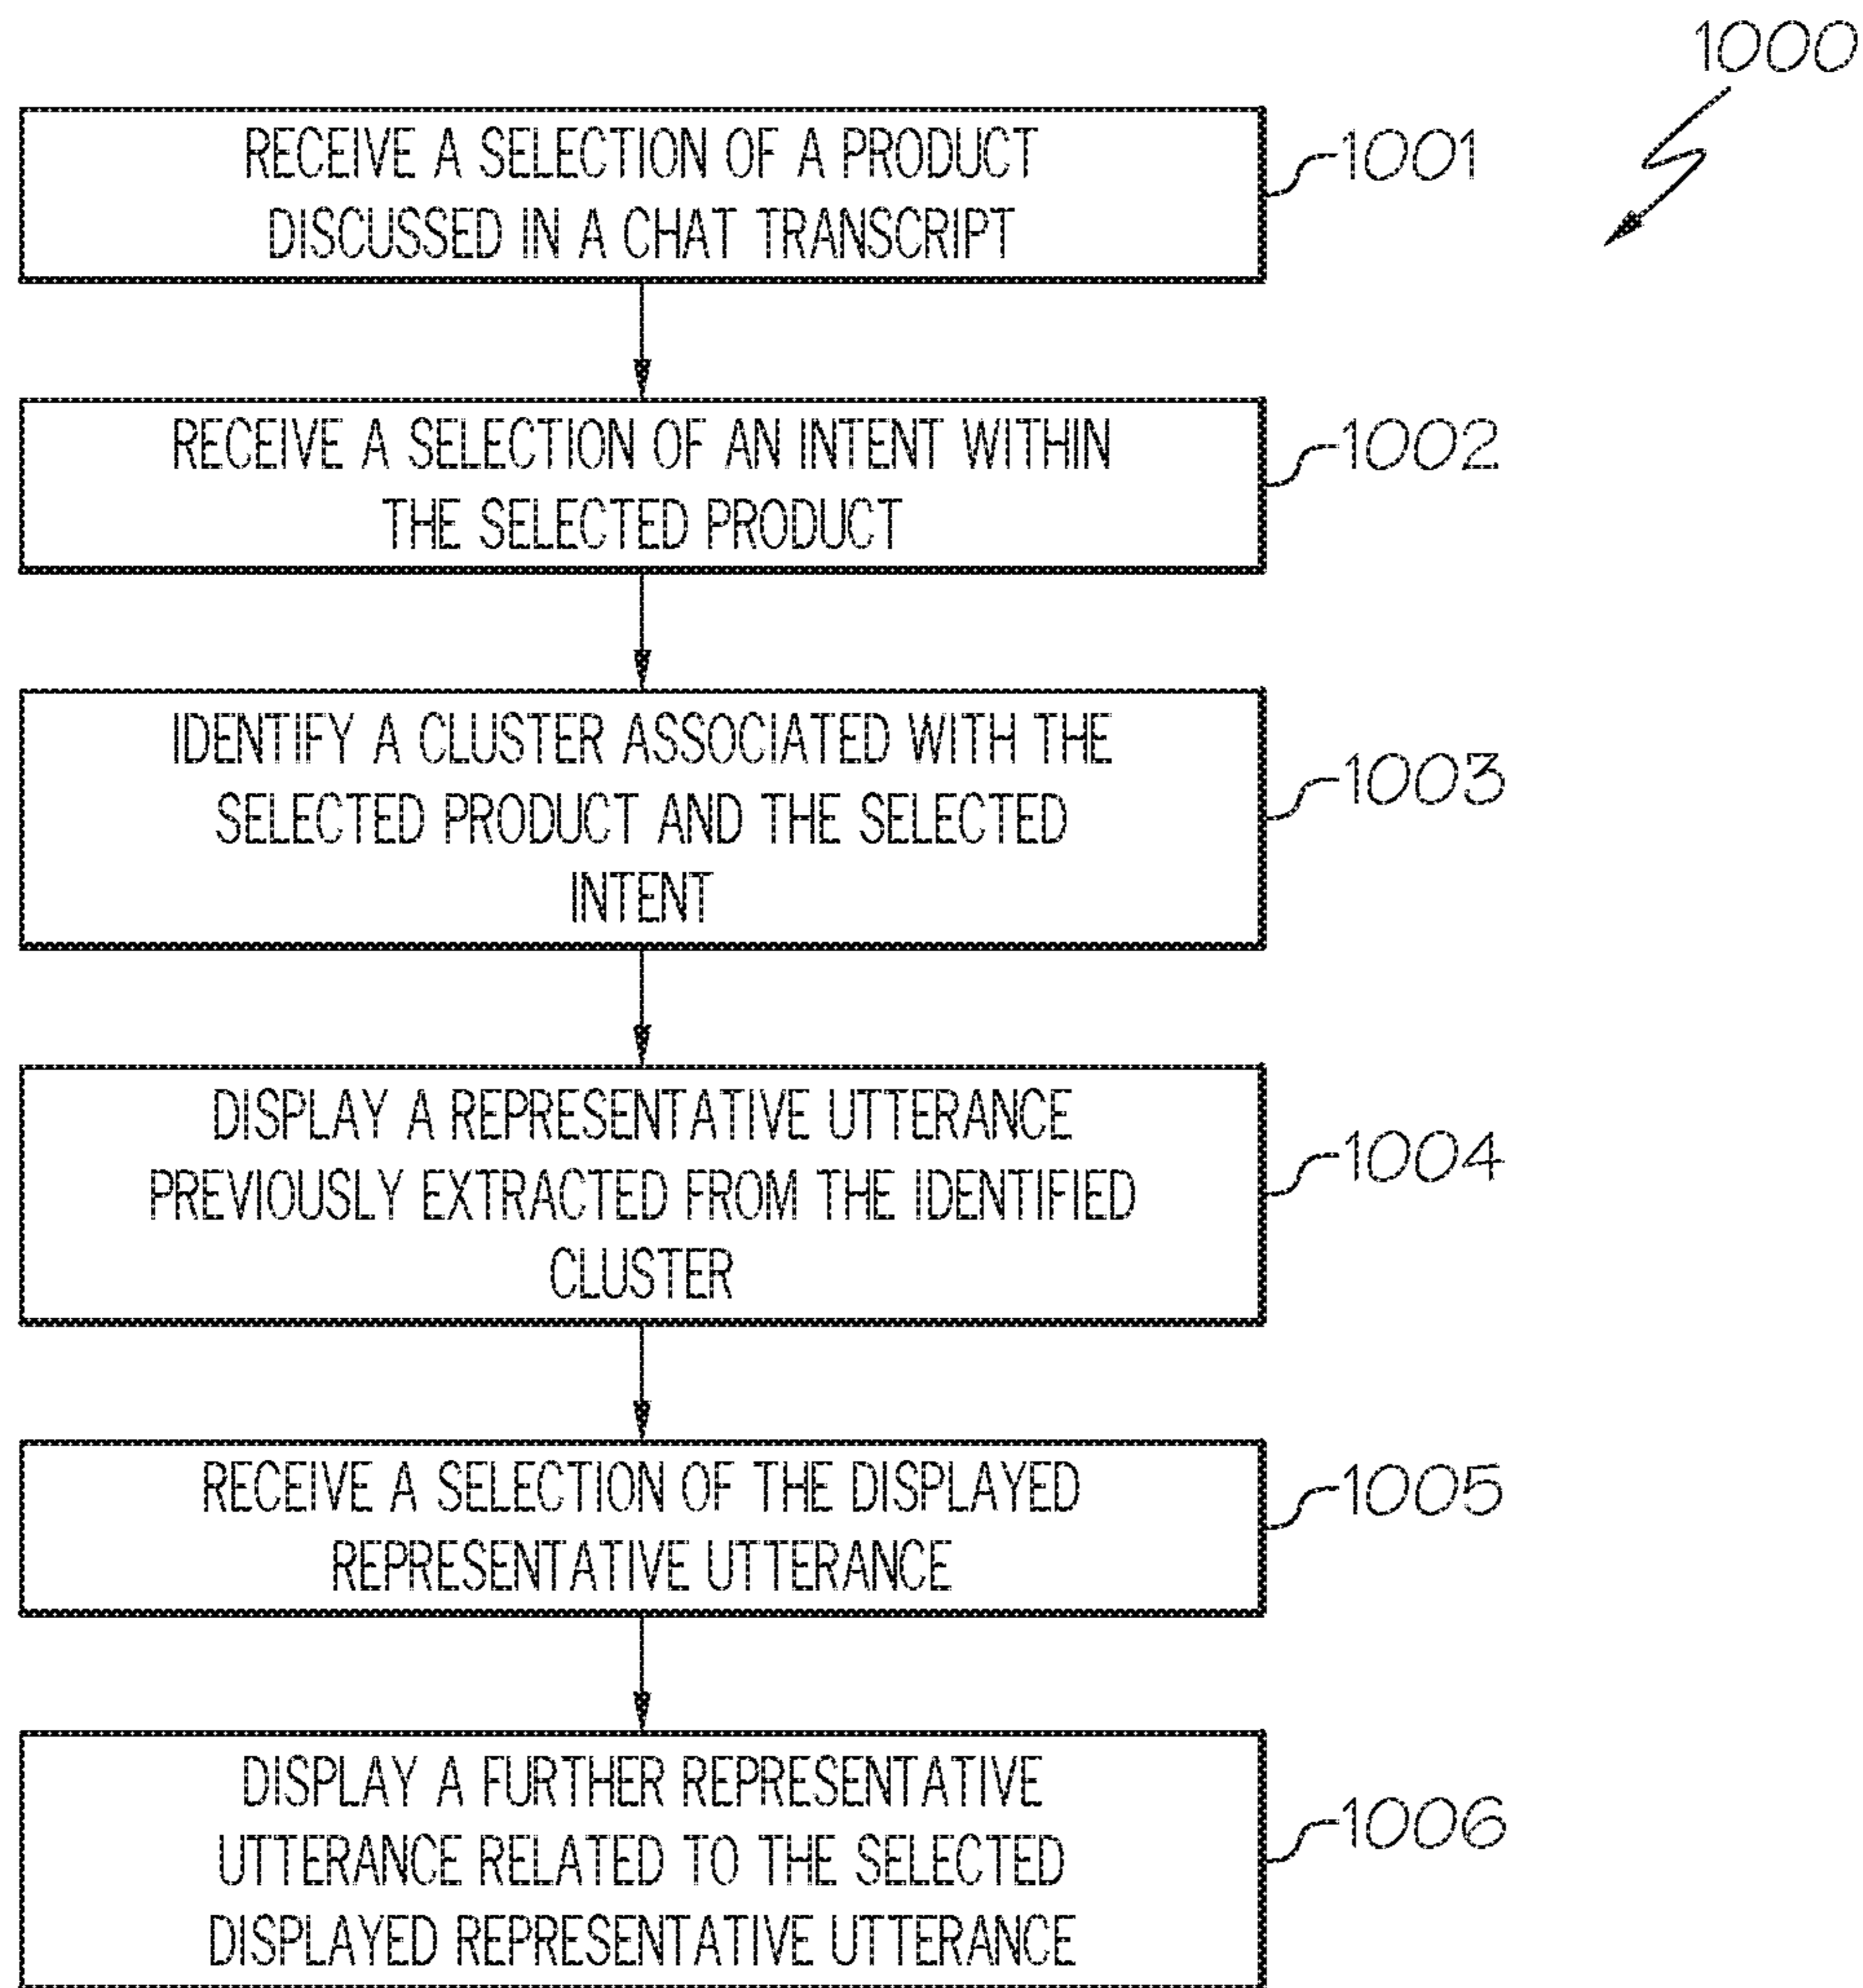 1000
RECEIVE A SELECTION OF A PRODUCT
DISCUSSED IN A CHAT TRANSCRIPT
1001
RECEIVE A SELECTION OF AN INTENT WITHIN
THE SELECTED PRODUCT
1002
IDENTIFY A CLUSTER ASSOCIATED WITH THE
SELECTED PRODUCT AND THE SELECTED
INTENT
1003
DISPLAY A REPRESENTATIVE UTTERANCE
PREVIOUSLY EXTRACTED FROM THE IDENTIFIED
CLUSTER
1004
RECEIVE A SELECTION OF THE DISPLAYED
REPRESENTATIVE UTTERANCE
1005
DISPLAY A FURTHER REPRESENTATIVE
UTTERANCE RELATED TO THE SELECTED
DISPLAYED REPRESENTATIVE UTTERANCE
1006